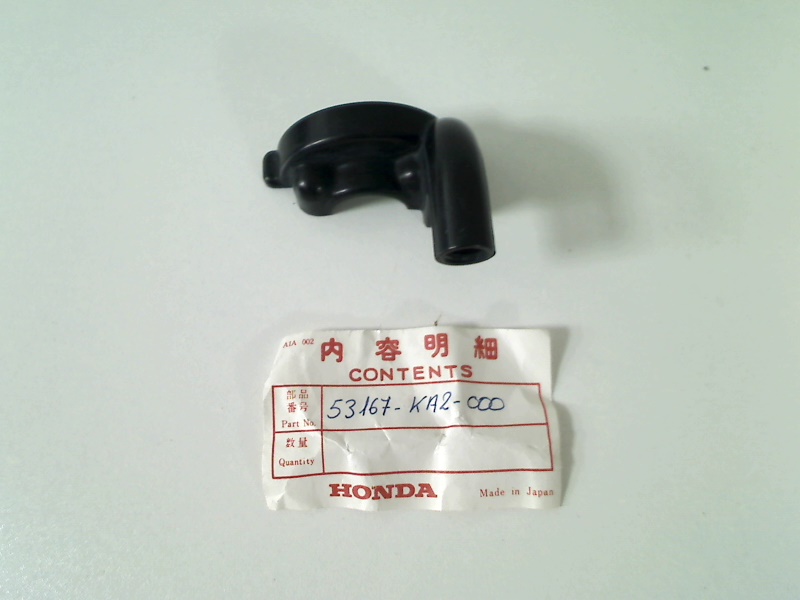 AIA 002
内容明細
CONTENTS
部品
番号
Part No.
53167-KA2-000
数量
Quantity
HONDA
Made in Japan